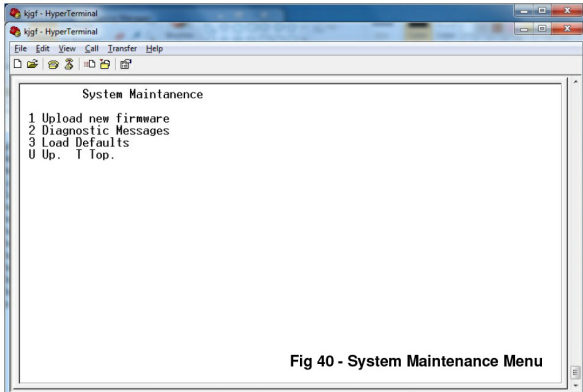 kjgf - HyperTerminal
kjgf - HyperTerminal
File Edit View Call Transfer Help
System Maintanence
1 Upload new firmware
2 Diagnostic Messages
3 Load Defaults
U Up. T Top.
Fig 40 - System Maintenance Menu